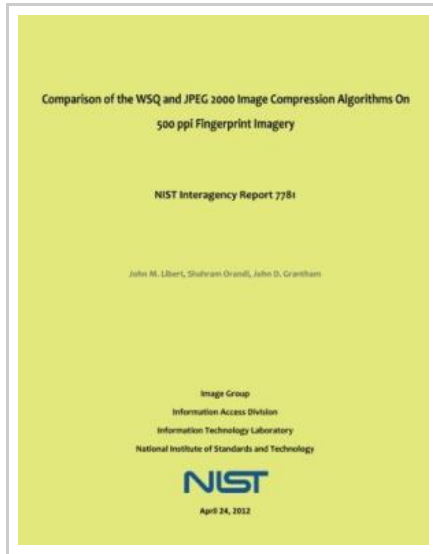 Comparison of the WSQ and JPEG 2000 Image Compression Algorithms On
500 ppi Fingerprint Imagery
NIST Interagency Report 7781
John M. Libert, Shahram Orandi, John D. Grantham
Image Group
Information Access Division
Information Technology Laboratory
National Institute of Standards and Technology
NIST
April 24, 2012